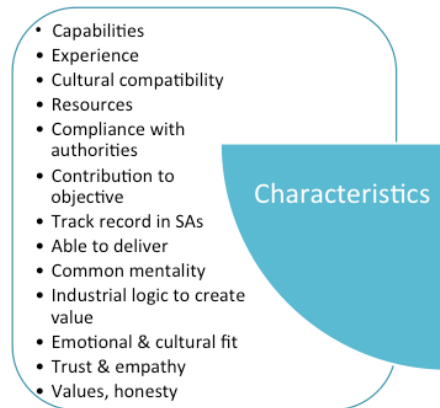 • Capabilities
• Experience
• Cultural compatibility
• Resources
• Compliance with
authorities
• Contribution to
objective
• Track record in SAs
• Able to deliver
• Common mentality
• Industrial logic to create
value
• Emotional & cultural fit
• Trust & empathy
• Values, honesty
Characteristics